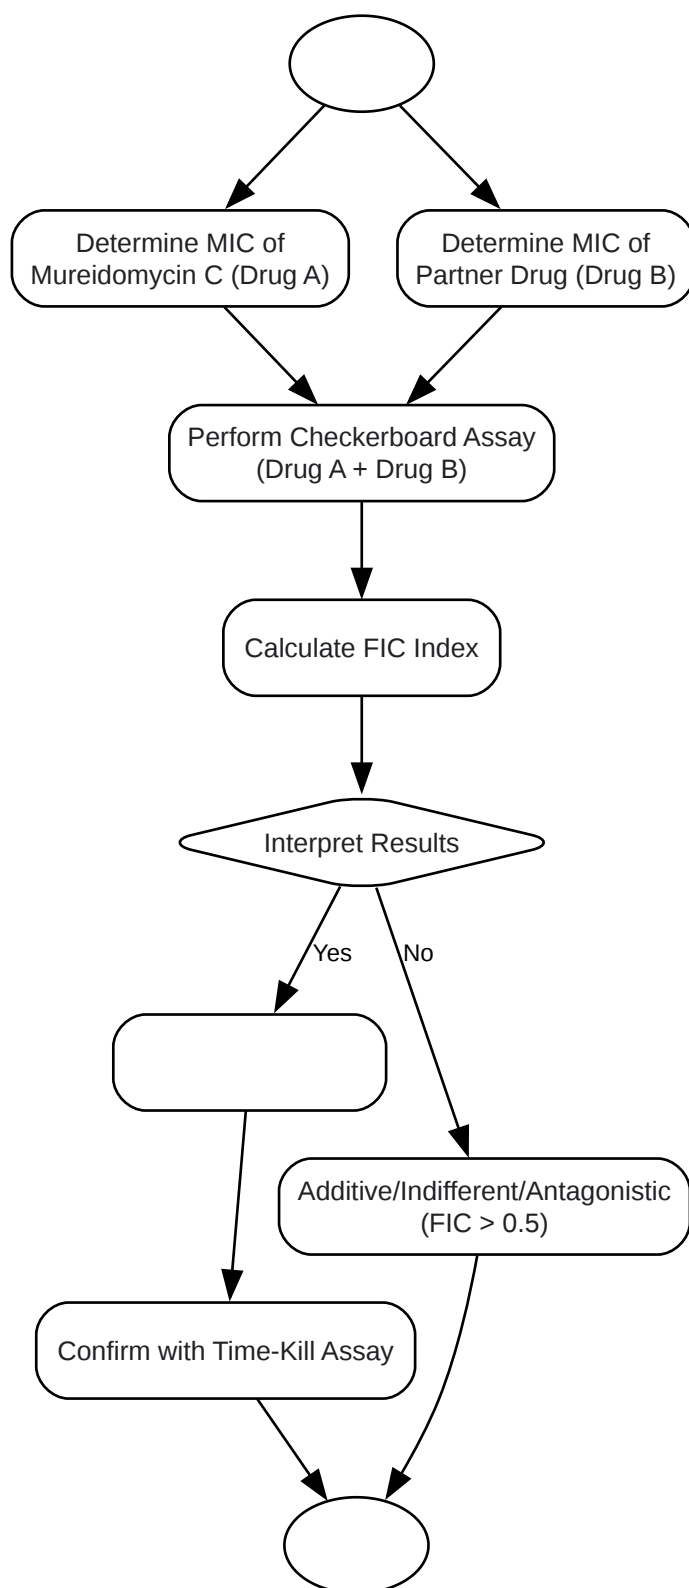 Determine MIC of
Mureidomycin C (Drug A)
Determine MIC of
Partner Drug (Drug B)
Perform Checkerboard Assay
(Drug A + Drug B)
Calculate FIC Index
Interpret Results
Yes
No
Additive/Indifferent/Antagonistic
(FIC > 0.5)
Confirm with Time-Kill Assay